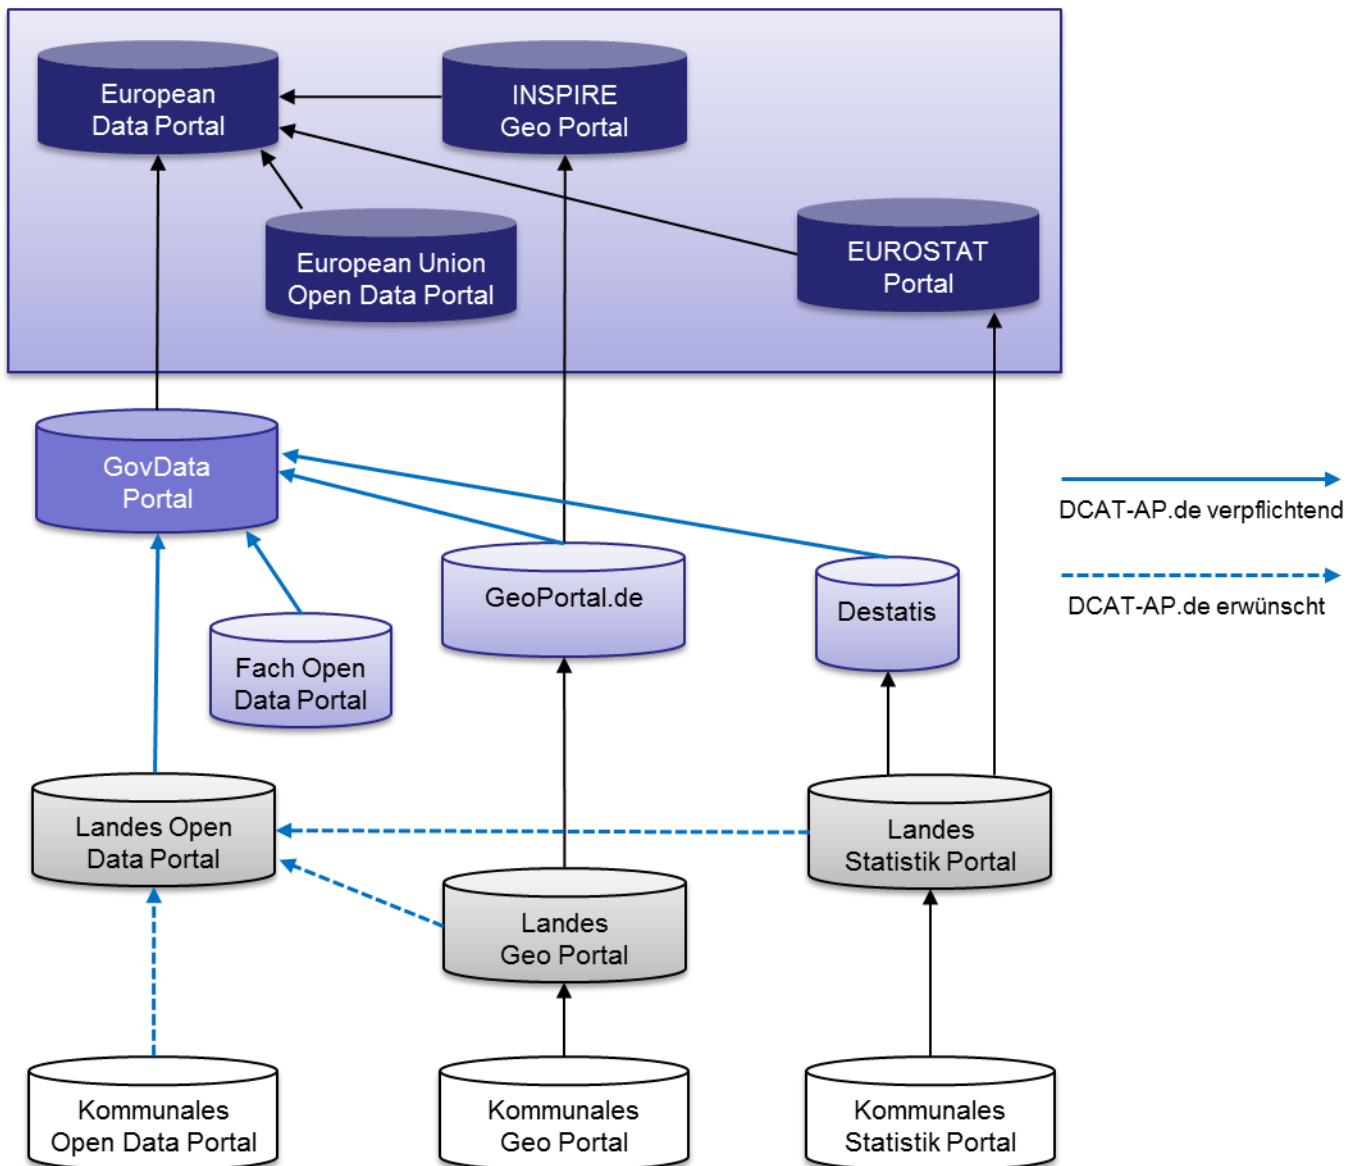 European
Data Portal
INSPIRE
Geo Portal
European Union
Open Data Portal
EUROSTAT
Portal
GovData
Portal
DCAT-AP.de verpflichtend
DCAT-AP.de erwünscht
GeoPortal.de
Destatis
Fach Open
Data Portal
Landes Open
Data Portal
Landes
Statistik Portal
Landes
Geo Portal
Kommunales
Open Data Portal
Kommunales
Geo Portal
Kommunales
Statistik Portal